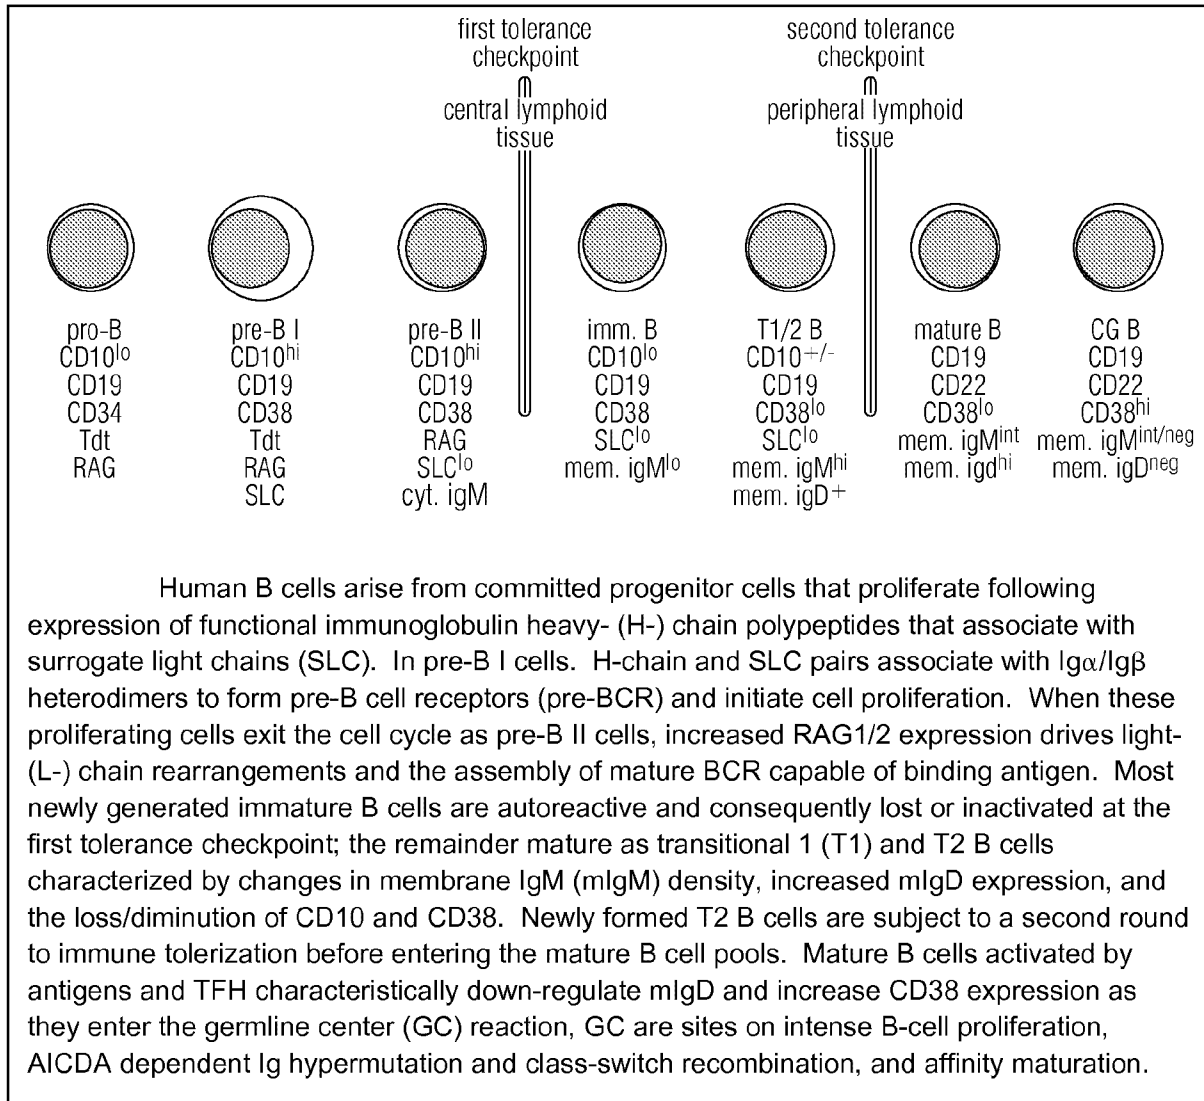 first tolerance
checkpoint
second tolerance
checkpoint
central lymphoid
tissue
peripheral lymphoid
tissue
pro-B
CD10lo
CD19
CD34
Tdt
RAG
pre-B I
CD10hi
CD19
CD38
Tdt
RAG
SLC
pre-B II
CD10hi
CD19
CD38
RAG
SLClo
cyt. igM
imm. B
CD10lo
CD19
CD38
SLClo
mem. igMlo
T1/2 B
CD10+/-
CD19
CD38lo
SLClo
mem. igMhi
mem. igD+
mature B
CD19
CD22
CD38lo
mem. igMint
mem. igdhi
CG B
CD19
CD22
CD38hi
mem. igMint/neg
mem. igDneg
Human B cells arise from committed progenitor cells that proliferate following
expression of functional immunoglobulin heavy- (H-) chain polypeptides that associate with
surrogate light chains (SLC). In pre-B I cells. H-chain and SLC pairs associate with Igα/Igβ
heterodimers to form pre-B cell receptors (pre-BCR) and initiate cell proliferation. When these
proliferating cells exit the cell cycle as pre-B II cells, increased RAG1/2 expression drives light-
(L-) chain rearrangements and the assembly of mature BCR capable of binding antigen. Most
newly generated immature B cells are autoreactive and consequently lost or inactivated at the
first tolerance checkpoint; the remainder mature as transitional 1 (T1) and T2 B cells
characterized by changes in membrane IgM (mIgM) density, increased mIgD expression, and
the loss/diminution of CD10 and CD38. Newly formed T2 B cells are subject to a second round
to immune tolerization before entering the mature B cell pools. Mature B cells activated by
antigens and TFH characteristically down-regulate mIgD and increase CD38 expression as
they enter the germline center (GC) reaction, GC are sites on intense B-cell proliferation,
AICDA dependent Ig hypermutation and class-switch recombination, and affinity maturation.